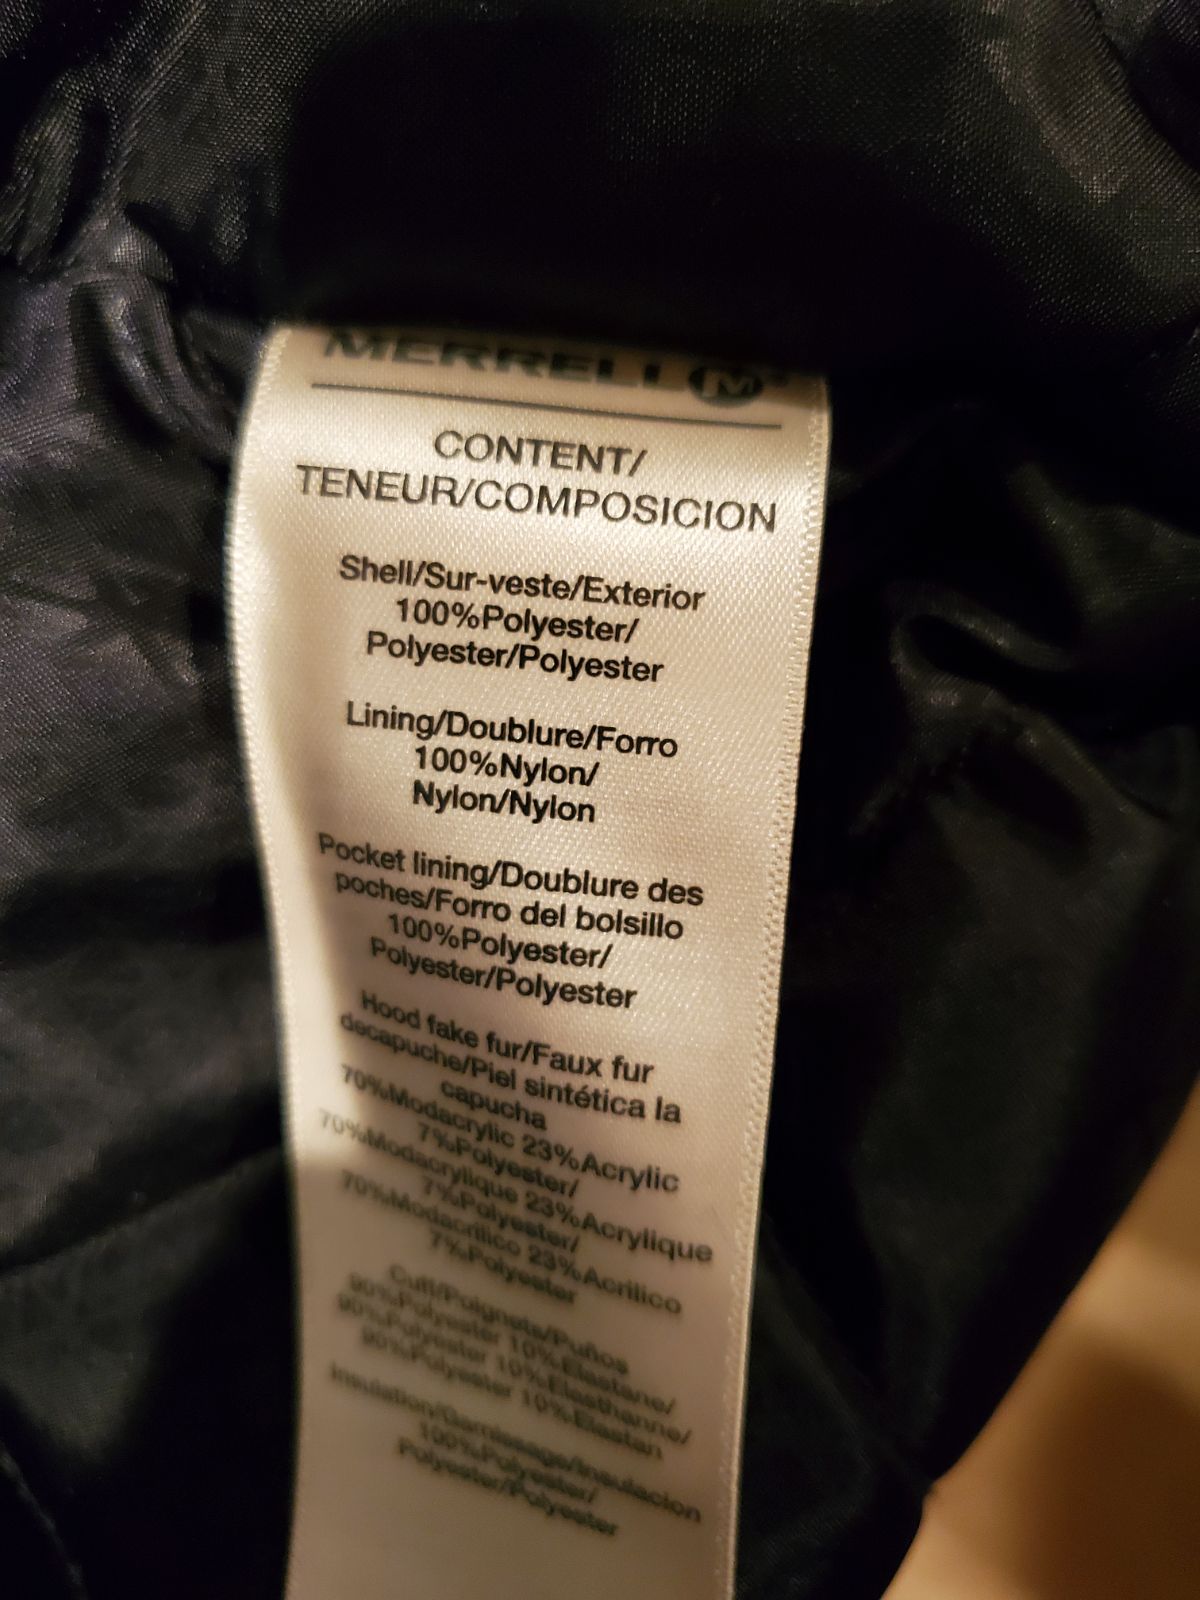 MERRELL M
CONTENT/
TENEUR/COMPOSICION
Shell/Sur-veste/Exterior
100%Polyester/
Polyester/Polyester
Lining/Doublure/Forro
100%Nylon/
Nylon/Nylon
Pocket lining/Doublure des
poches/Forro del bolsillo
100%Polyester/
Polyester/Polyester
Hood fake fur/Faux fur
decapuche/Piel sintética la
capucha
70%Modacrylic 23%Acrylic
7%Polyester/
70%Modacrylique 23%Acrylique
7%Polyester/
70%Modacrilico 23%Acrilico
7%Polyester
Cuff/Poignets/Puños
90%Polyester 10%Elastane/
90%Polyester 10%Elasthanne/
90%Polyester 10%Elastan
Insulation/Garnissage/Insulacion
100%Polyester/
Polyester/Polyester